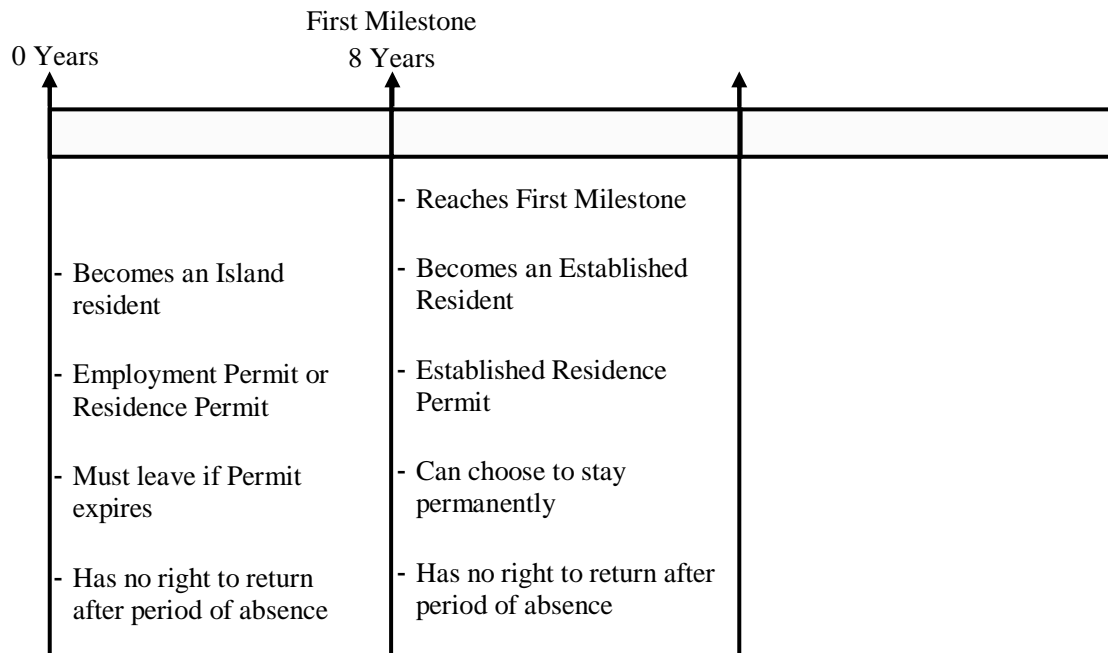 First Milestone
0 Years
8 Years
- Becomes an Island
resident
- Employment Permit or
Residence Permit
- Must leave if Permit
expires
- Has no right to return
after period of absence
- Reaches First Milestone
- Becomes an Established
Resident
- Established Residence
Permit
- Can choose to stay
permanently
- Has no right to return after
period of absence